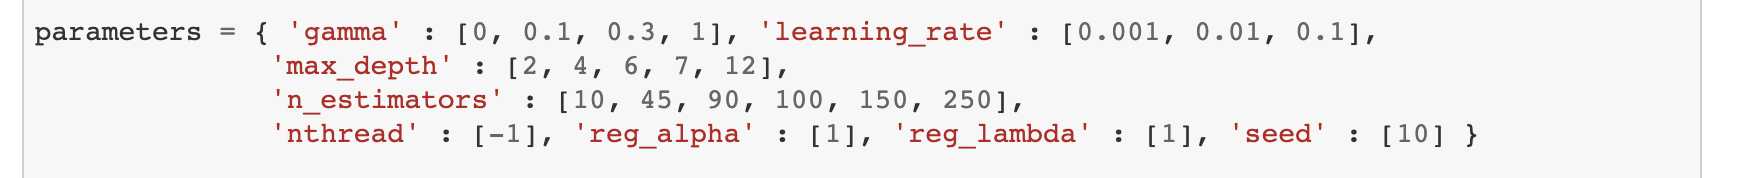 parameters = { 'gamma' : [0, 0.1, 0.3, 1], 'learning_rate' : [0.001, 0.01, 0.1],
'max_depth' : [2, 4, 6, 7, 12],
'n_estimators' : [10, 45, 90, 100, 150, 250],
'nthread' : [-1], 'reg_alpha' : [1], 'reg_lambda' : [1], 'seed' : [10] }